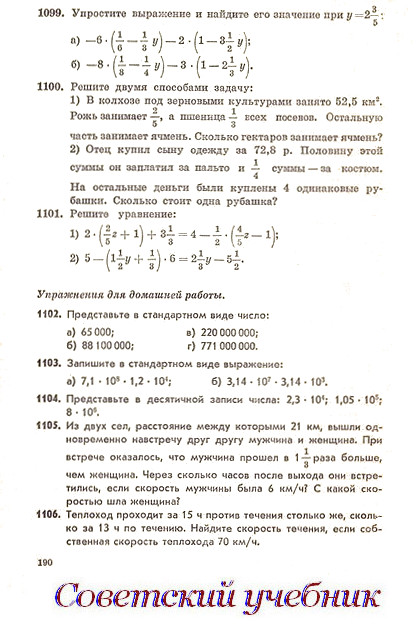 1099. Упростите выражение и найдите его значение при y=2 3/5:
а) −6 · (1/6 − 1/3 y) − 2 · (1 − 3 1/2 y);
б) −8 · (1/8 − 1/4 y) − 3 · (1 − 2 1/3 y).
1100. Решите двумя способами задачу:
1) В колхозе под зерновыми культурами занято 52,5 км².
Рожь занимает 2/5, а пшеница 1/3 всех посевов. Остальную
часть занимает ячмень. Сколько гектаров занимает ячмень?
2) Отец купил сыну одежду за 72,8 р. Половину этой
суммы он заплатил за пальто и 1/4 суммы — за костюм.
На остальные деньги были куплены 4 одинаковые ру-
башки. Сколько стоит одна рубашка?
1101. Решите уравнение:
1) 2 · (2/5 z + 1) + 3 1/3 = 4 − 1/2 · (4/5 z − 1);
2) 5 − (1 1/2 y + 1/3) · 6 = 2 1/3 y − 5 1/2.
Упражнения для домашней работы.
1102. Представьте в стандартном виде число:
а) 65 000; в) 220 000 000;
б) 88 100 000; г) 771 000 000.
1103. Запишите в стандартном виде выражение:
а) 7,1 · 10⁸ · 1,2 · 10⁴; б) 3,14 · 10⁷ · 3,14 · 10³.
1104. Представьте в десятичной записи числа: 2,3 · 10⁴; 1,05 · 10⁵;
8 · 10⁶.
1105. Из двух сел, расстояние между которыми 21 км, вышли од-
новременно навстречу друг другу мужчина и женщина. При
встрече оказалось, что мужчина прошел в 1 1/3 раза больше,
чем женщина. Через сколько часов после выхода они встре-
тились, если скорость мужчины была 6 км/ч? С какой ско-
ростью шла женщина?
1106. Теплоход проходит за 15 ч против течения столько же, сколь-
ко за 13 ч по течению. Найдите скорость течения, если соб-
ственная скорость теплохода 70 км/ч.
190
Советский учебник